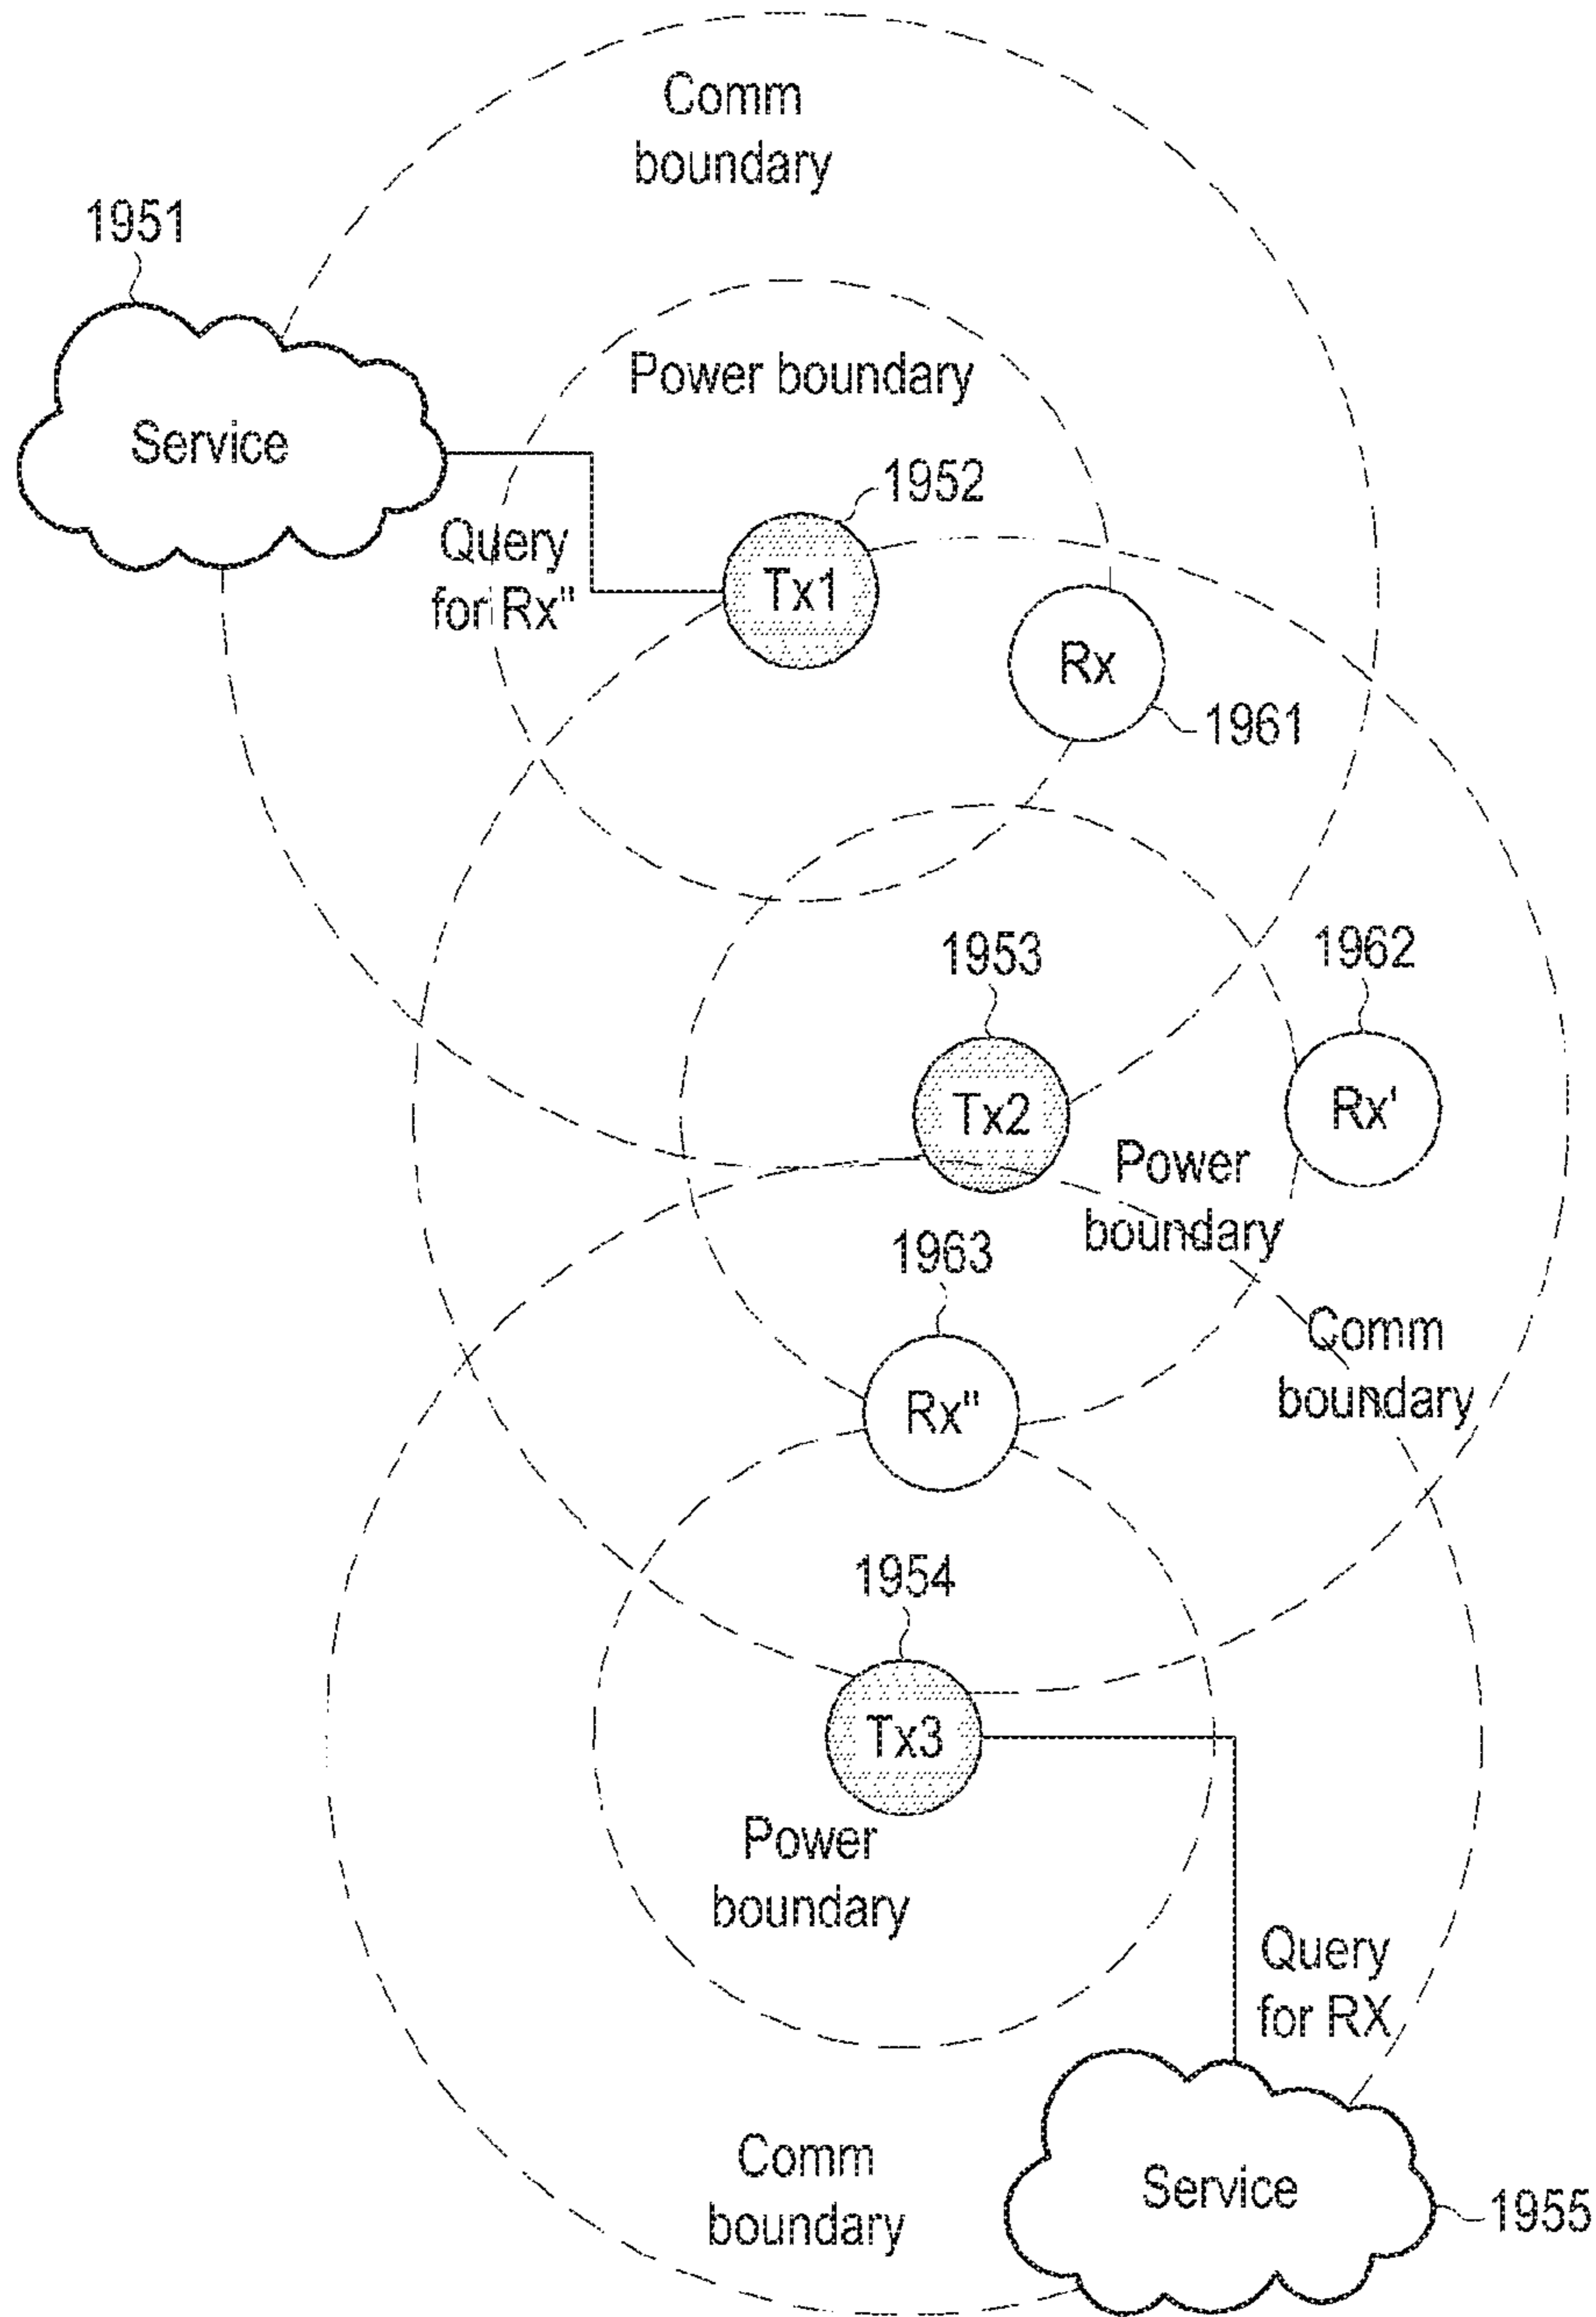 Comm
boundary
1951
Power boundary
Service
1952
Query
for Rx"
Tx1
Rx
1961
1953
1962
Tx2
Rx'
Power
boundary
1963
Comm
boundary
Rx"
1954
Tx3
Power
boundary
Query
for RX
Comm
boundary
Service
1955